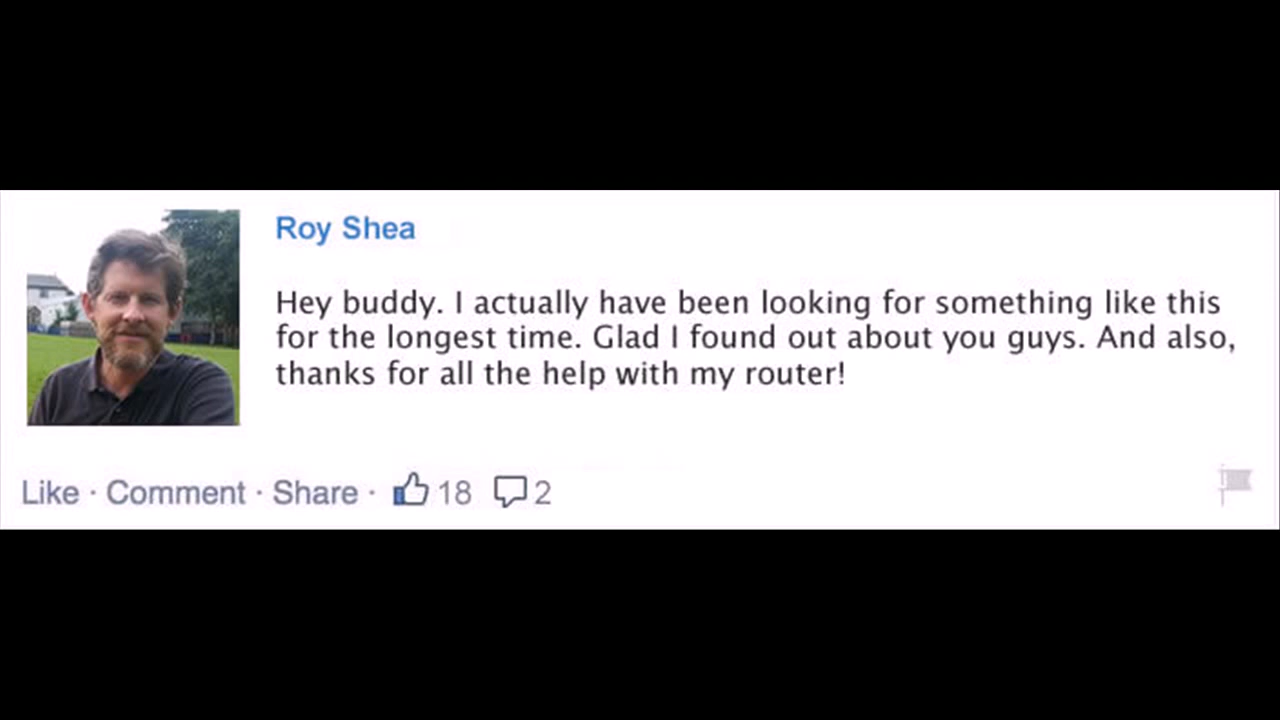 Roy Shea
Hey buddy. I actually have been looking for something like this
for the longest time. Glad I found out about you guys. And also,
thanks for all the help with my router!
Like · Comment · Share · 18 2